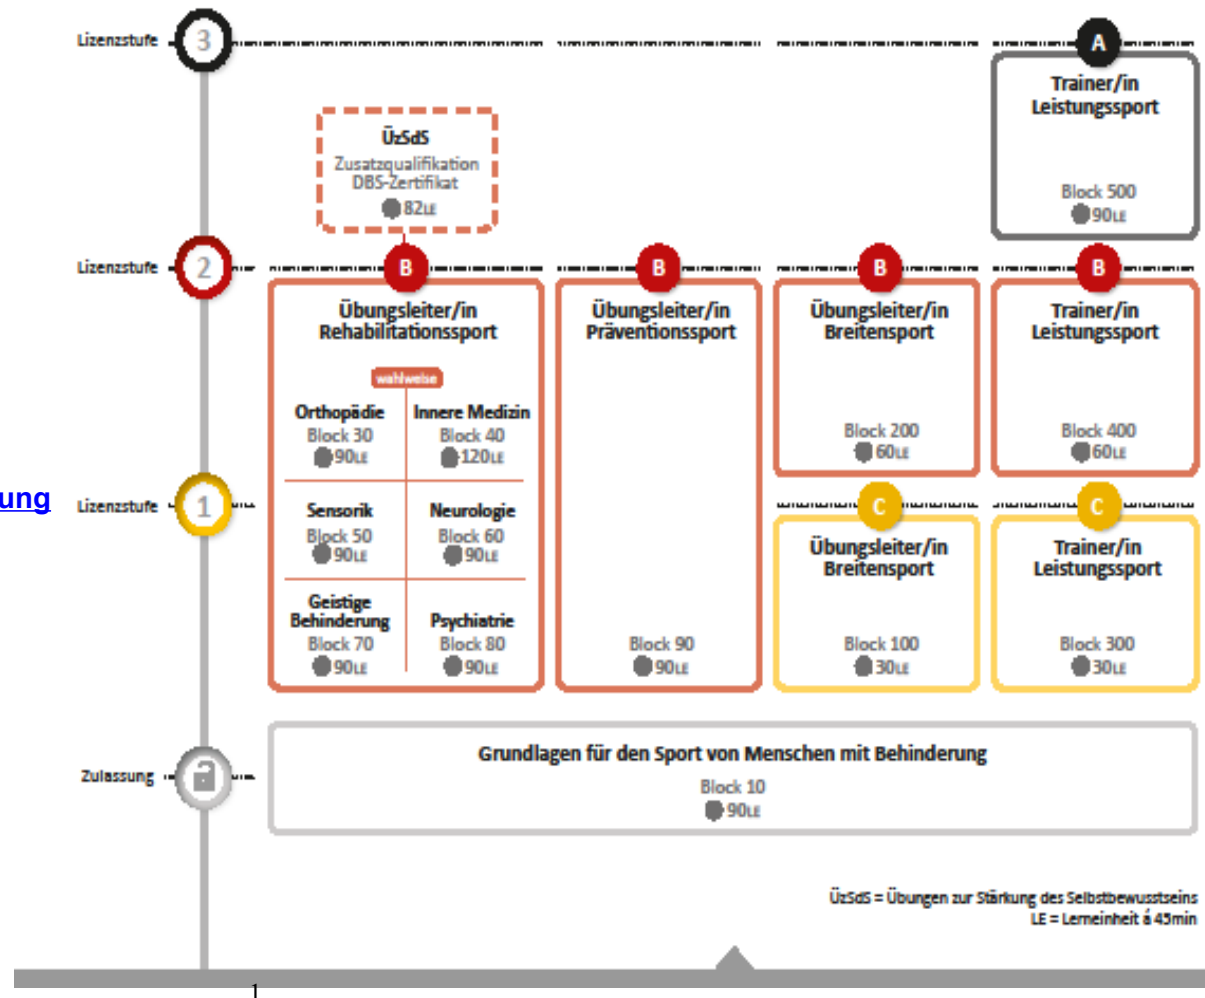 Lizenzstufe 3
A
Trainer/in
Leistungssport
Block 500
90LE
ÜzSdS
Zusatzqualifikation
DBS-Zertifikat
82LE
Lizenzstufe 2
B
Übungsleiter/in
Rehabilitationssport
wahlweise
Orthopädie
Block 30
90LE
Innere Medizin
Block 40
120LE
Sensorik
Block 50
90LE
Neurologie
Block 60
90LE
Geistige
Behinderung
Block 70
90LE
Psychiatrie
Block 80
90LE
B
Übungsleiter/in
Präventionssport
Block 90
90LE
B
Übungsleiter/in
Breitensport
Block 200
60LE
B
Trainer/in
Leistungssport
Block 400
60LE
ung
Lizenzstufe 1
C
Übungsleiter/in
Breitensport
Block 100
30LE
C
Trainer/in
Leistungssport
Block 300
30LE
Zulassung
Grundlagen für den Sport von Menschen mit Behinderung
Block 10
90LE
ÜzSdS = Übungen zur Stärkung des Selbstbewusstseins
LE = Lerneinheit á 45min
1